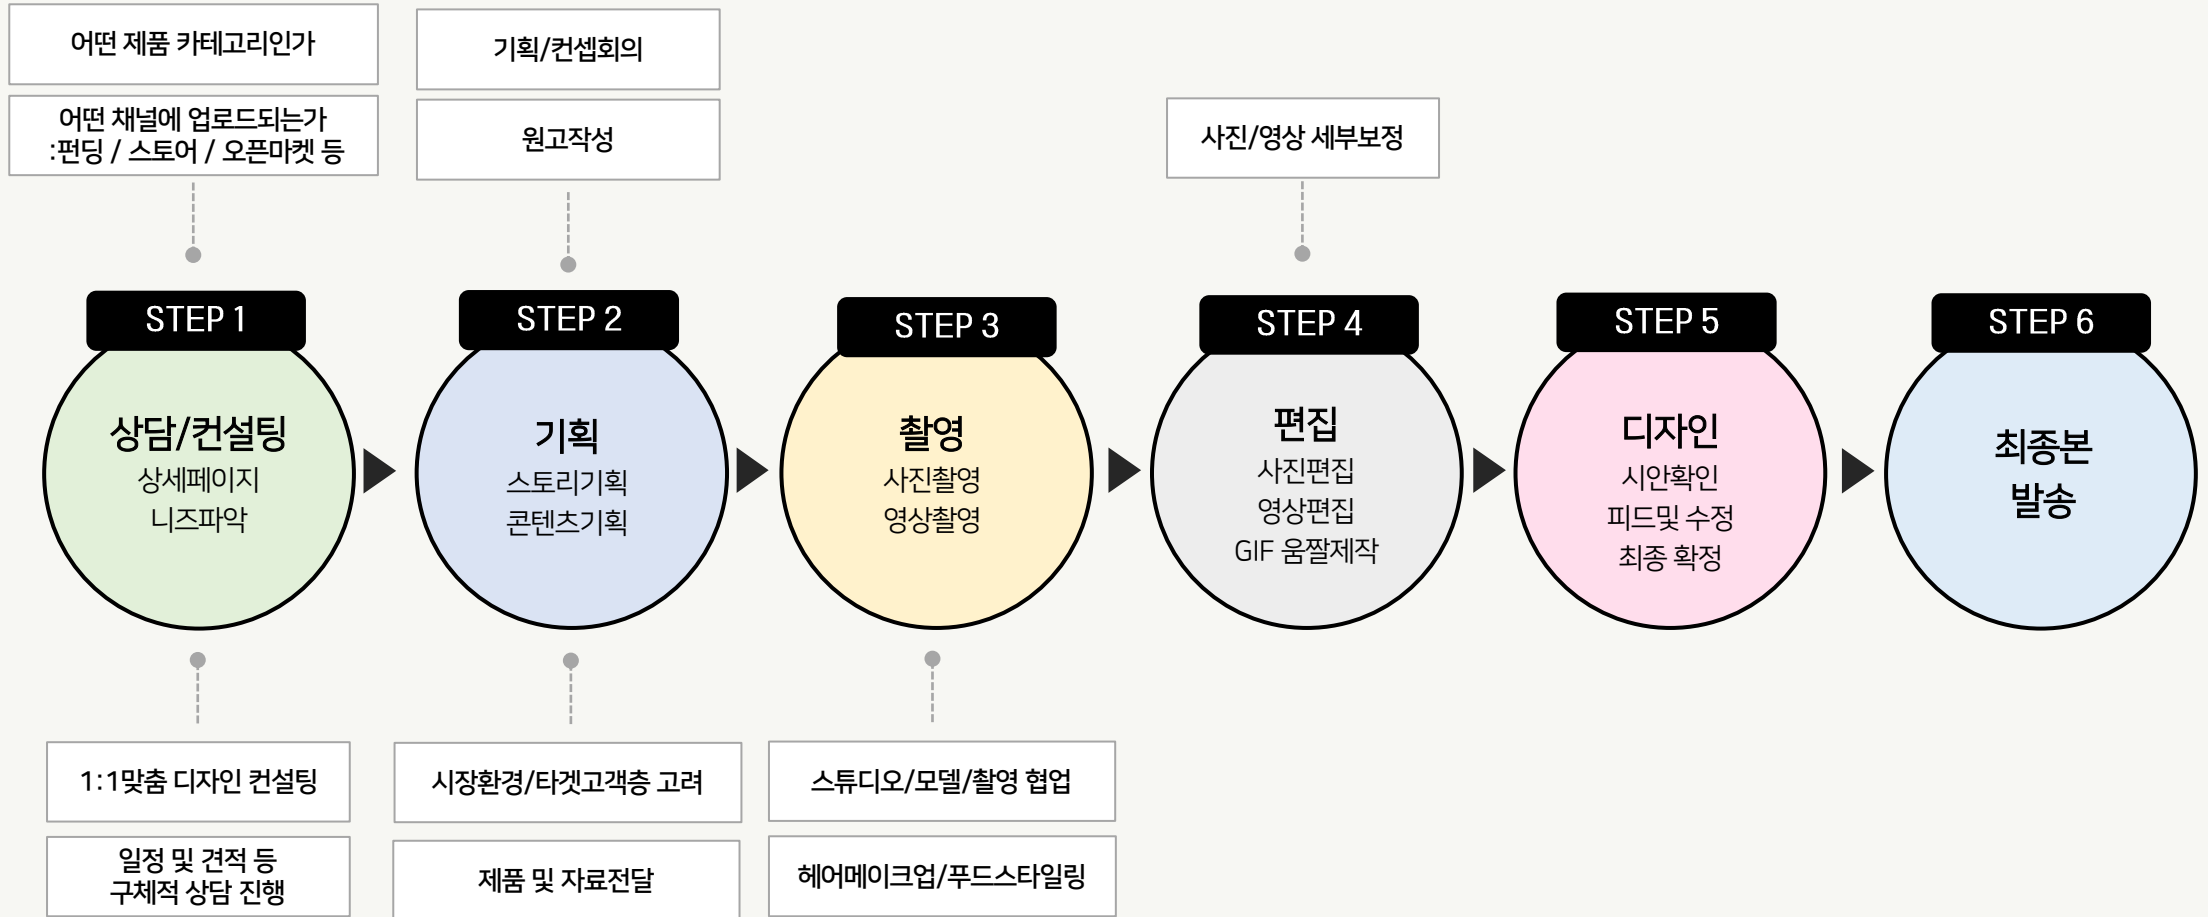 어떤 제품 카테고리인가
어떤 채널에 업로드되는가
:펀딩 / 스토어 / 오픈마켓 등
기획/컨셉회의
원고작성
사진/영상 세부보정
STEP 1
상담/컨설팅
상세페이지
니즈파악
STEP 2
기획
스토리기획
콘텐츠기획
STEP 3
촬영
사진촬영
영상촬영
STEP 4
편집
사진편집
영상편집
GIF 움짤제작
STEP 5
디자인
시안확인
피드및 수정
최종 확정
STEP 6
최종본
발송
1:1맞춤 디자인 컨설팅
일정 및 견적 등
구체적 상담 진행
시장환경/타겟고객층 고려
제품 및 자료전달
스튜디오/모델/촬영 협업
헤어메이크업/푸드스타일링